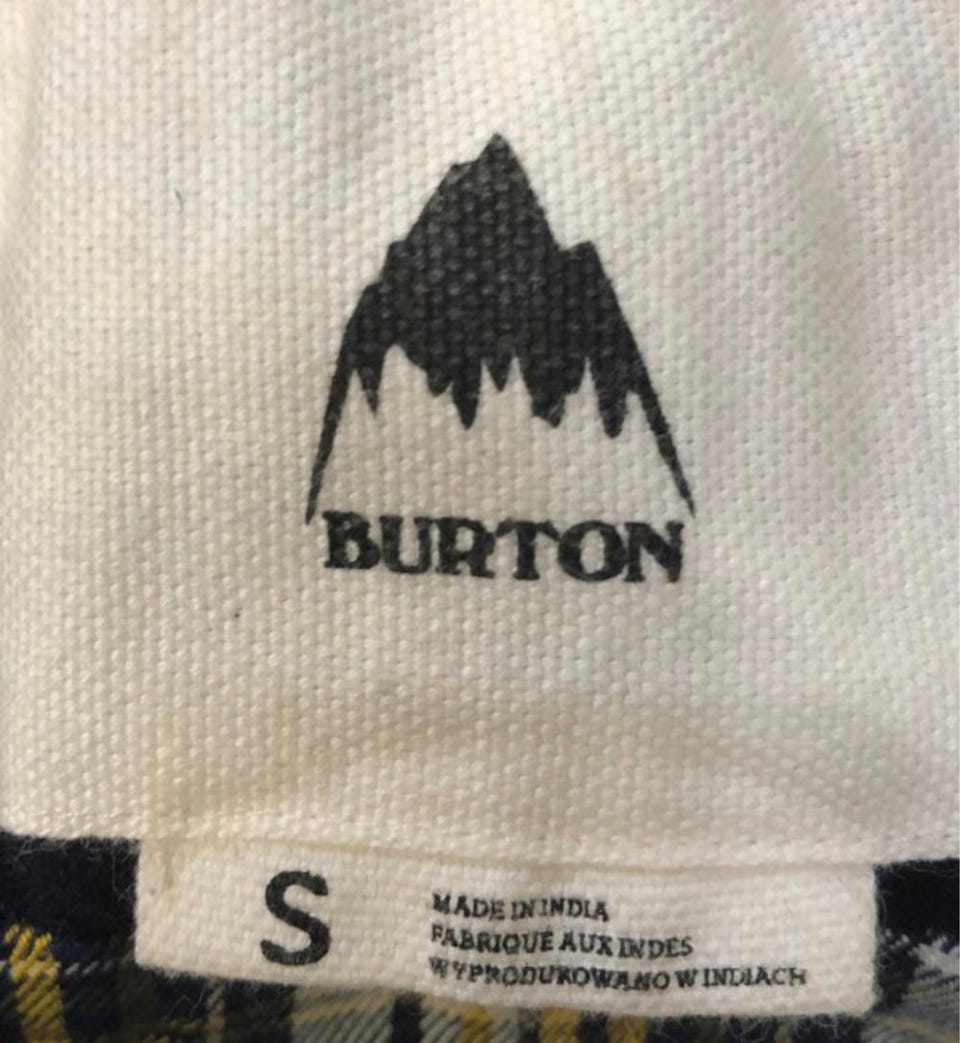 BURTON
S
MADE IN INDIA
FABRIQUÉ AUX INDES
WYPRODUKOWANO W INDIACH